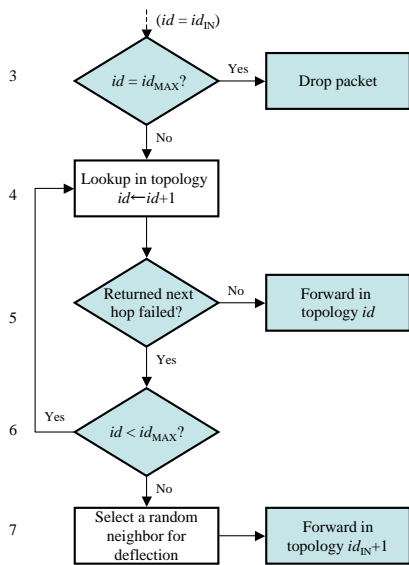 (id = id_IN)
3
id = id_MAX?
Yes
Drop packet
No
4
Lookup in topology
id←id+1
5
Returned next
hop failed?
No
Forward in
topology id
Yes
Yes
6
id < id_MAX?
No
7
Select a random
neighbor for
deflection
Forward in
topology id_IN+1